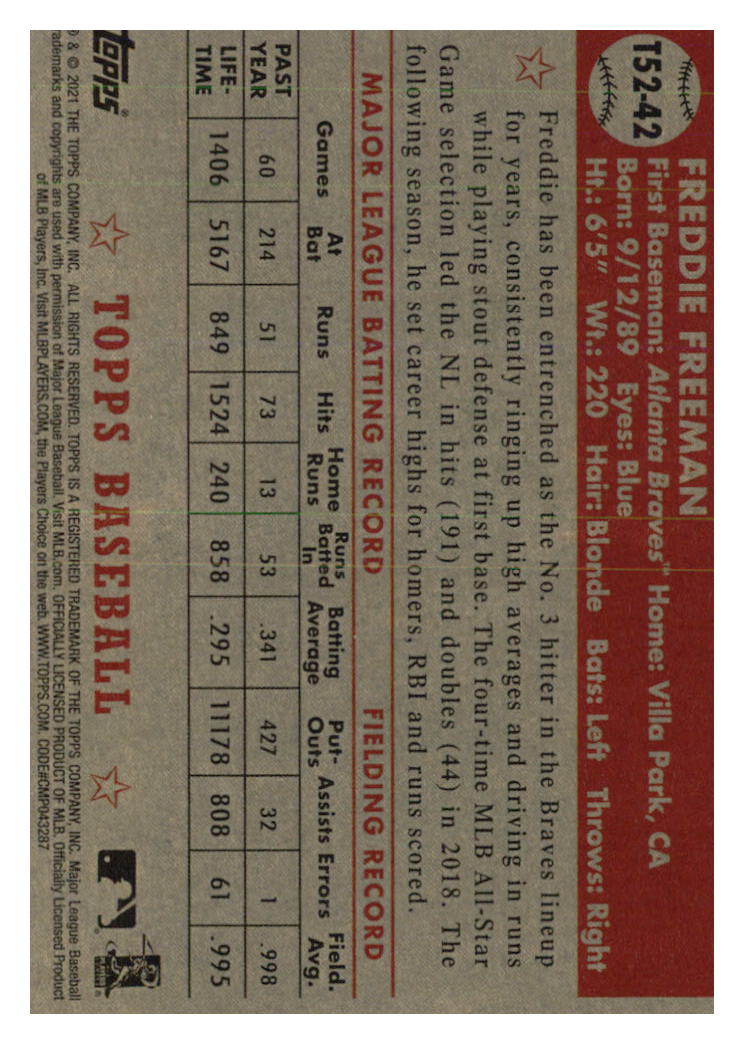 T52-42
FREDDIE FREEMAN
First Baseman: Atlanta Braves™ Home: Villa Park, CA
Born: 9/12/89 Eyes: Blue
Ht.: 6'5" Wt.: 220 Hair: Blonde Bats: Left Throws: Right
Freddie has been entrenched as the No. 3 hitter in the Braves lineup
for years, consistently ringing up high averages and driving in runs
while playing stout defense at first base. The four-time MLB All-Star
Game selection led the NL in hits (191) and doubles (44) in 2018. The
following season, he set career highs for homers, RBI and runs scored.
MAJOR LEAGUE BATTING RECORD FIELDING RECORD
Games At Bat Runs Hits Home Runs Runs Batted In Batting Average Put-Outs Assists Errors Field. Avg.
PAST YEAR 60 214 51 73 13 53 .341 427 32 1 .998
LIFE-TIME 1406 5167 849 1524 240 858 .295 11178 808 61 .995
topps® TOPPS BASEBALL
® & © 2021 THE TOPPS COMPANY, INC. ALL RIGHTS RESERVED. TOPPS IS A REGISTERED TRADEMARK OF THE TOPPS COMPANY, INC. Major League Baseball
trademarks and copyrights are used with permission of Major League Baseball. Visit MLB.com. OFFICIALLY LICENSED PRODUCT OF MLB. Officially Licensed Product
of MLB Players, Inc. Visit MLBPLAYERS.COM, the Players Choice on the web. WWW.TOPPS.COM. CODE#CMP043287